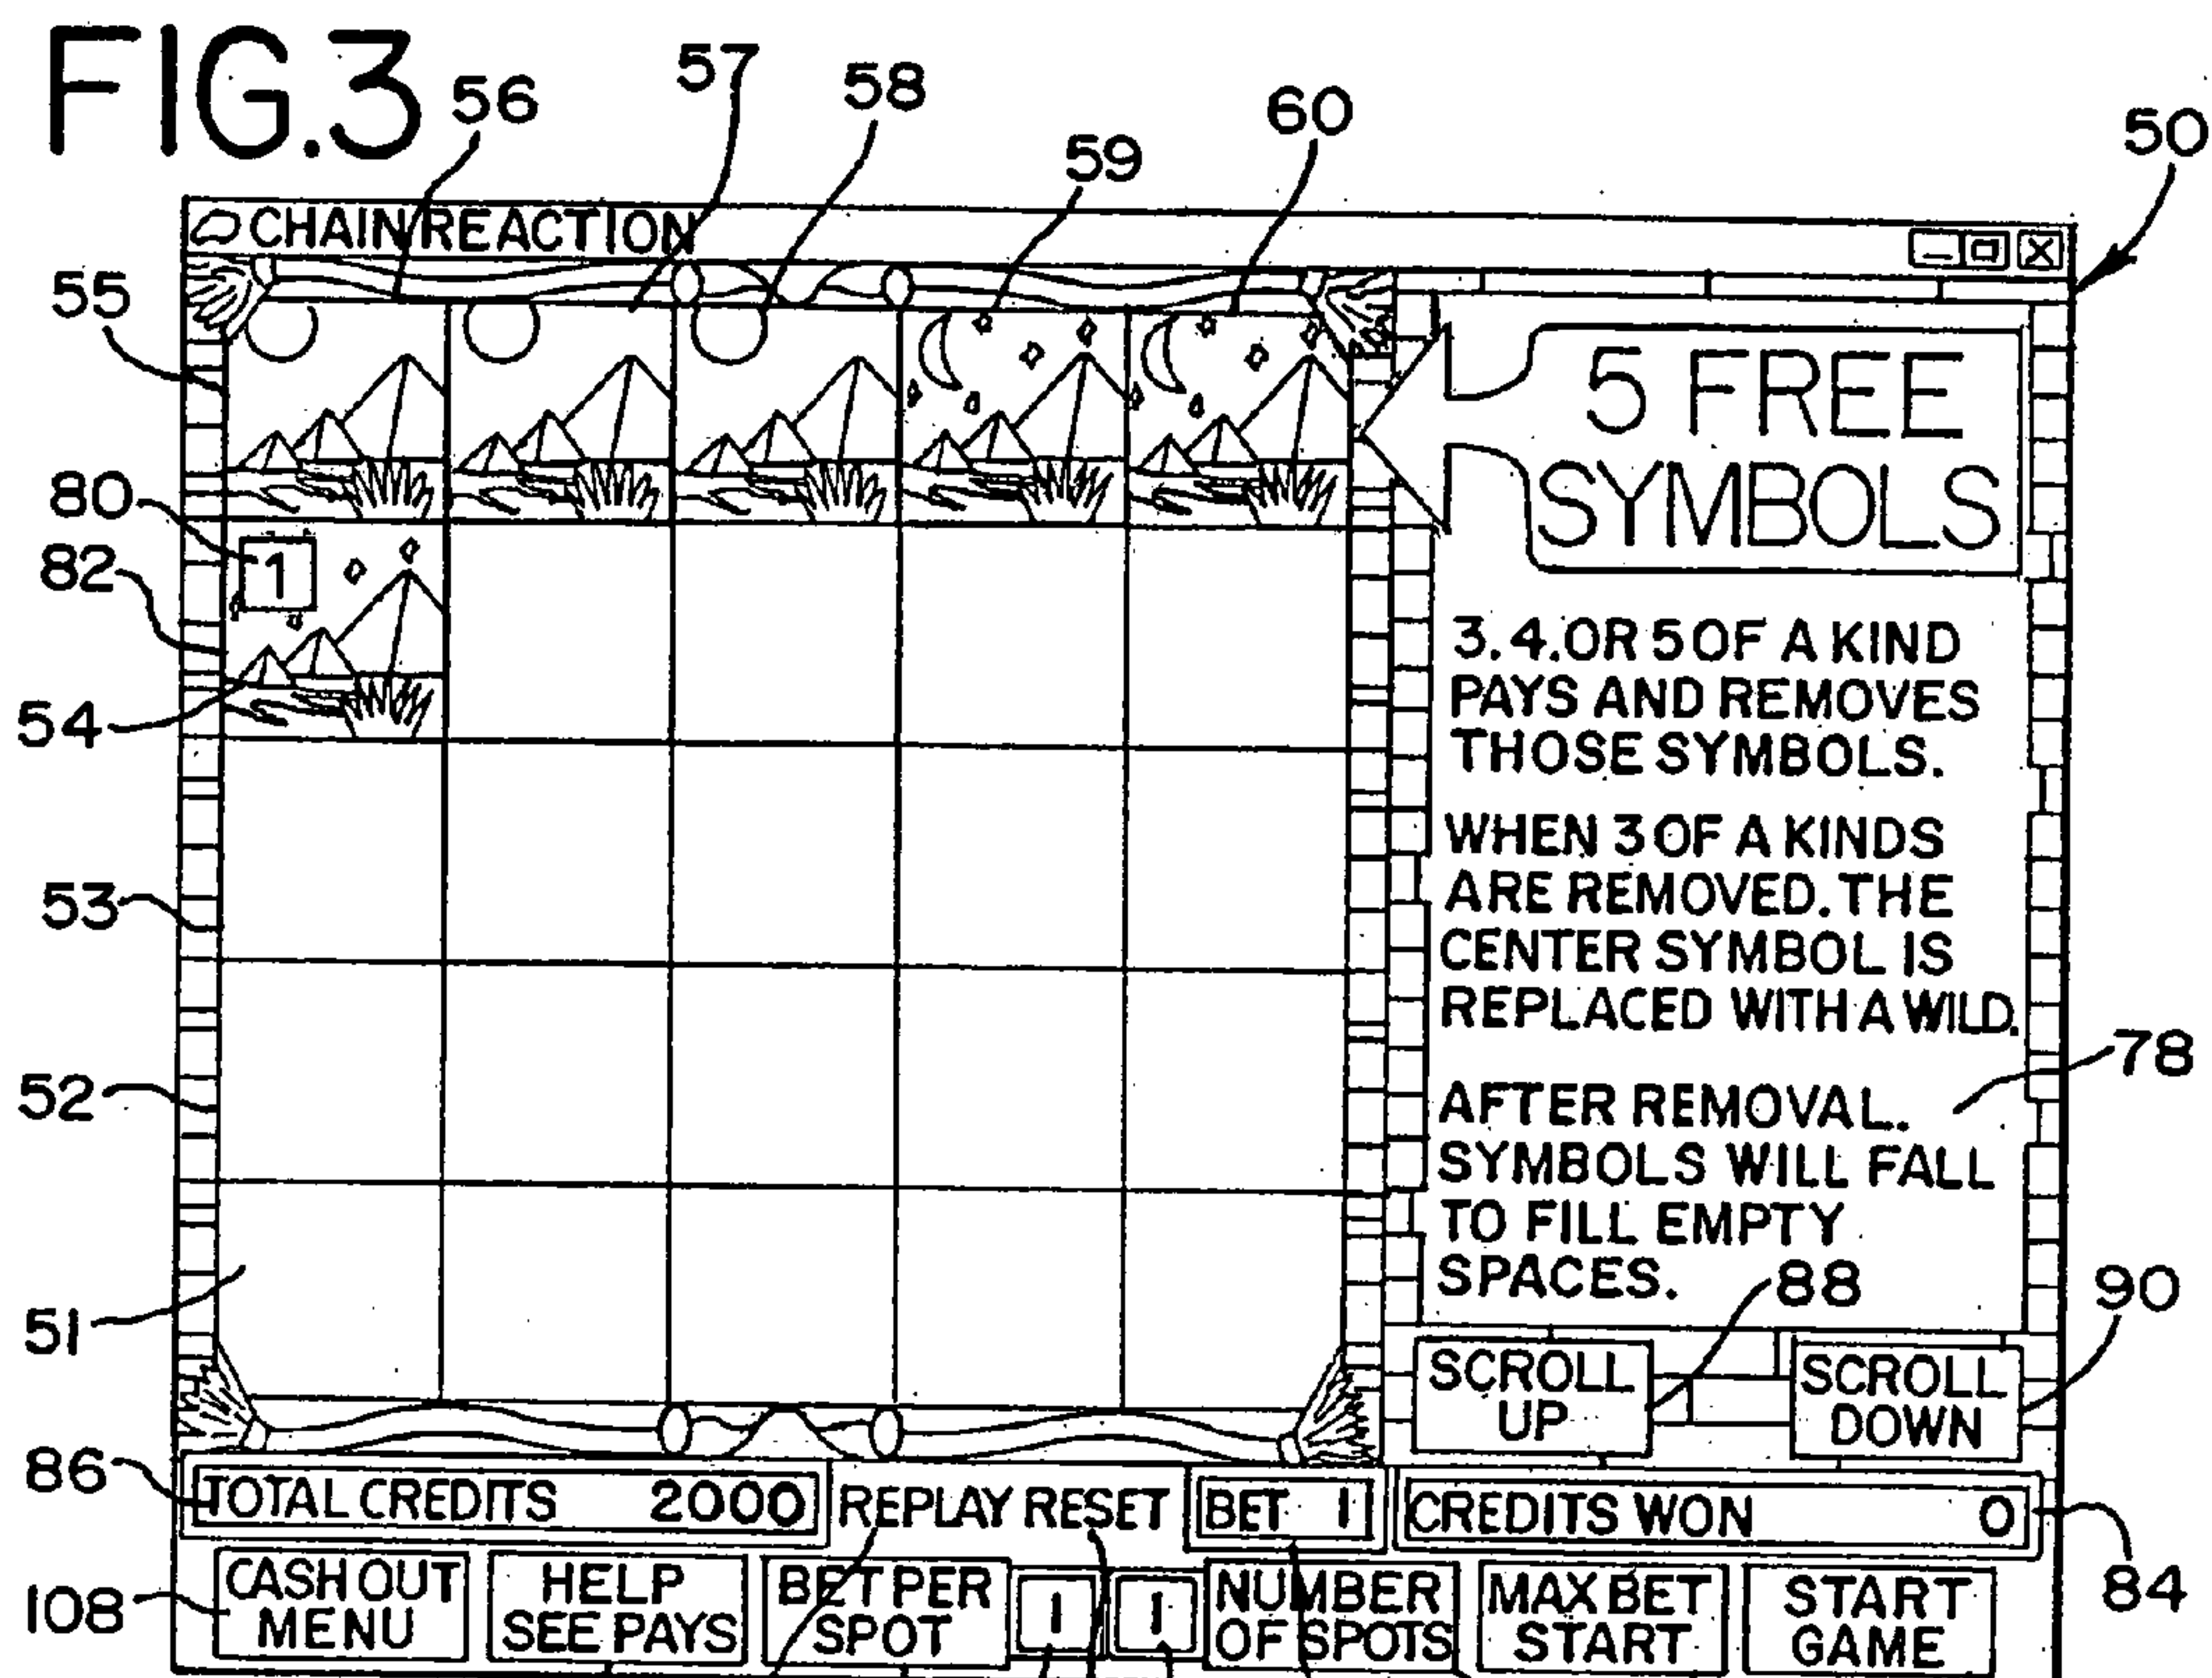 FIG.3
56
57
58
59
60
50
CHAIN REACTION
55
5 FREE
SYMBOLS
80
1
82
54
3.4.OR 5 OF A KIND
PAYS AND REMOVES
THOSE SYMBOLS.
WHEN 3 OF A KINDS
ARE REMOVED. THE
CENTER SYMBOL IS
REPLACED WITH A WILD.
53
78
52
AFTER REMOVAL.
SYMBOLS WILL FALL
TO FILL EMPTY
SPACES.
51
88
90
SCROLL
UP
SCROLL
DOWN
86
TOTAL CREDITS 2000
REPLAY RESET
BET 1
CREDITS WON 0
84
108
CASH OUT
MENU
HELP
SEE PAYS
BET PER
SPOT
1
1
NUMBER
OF SPOTS
MAX BET
START
START
GAME